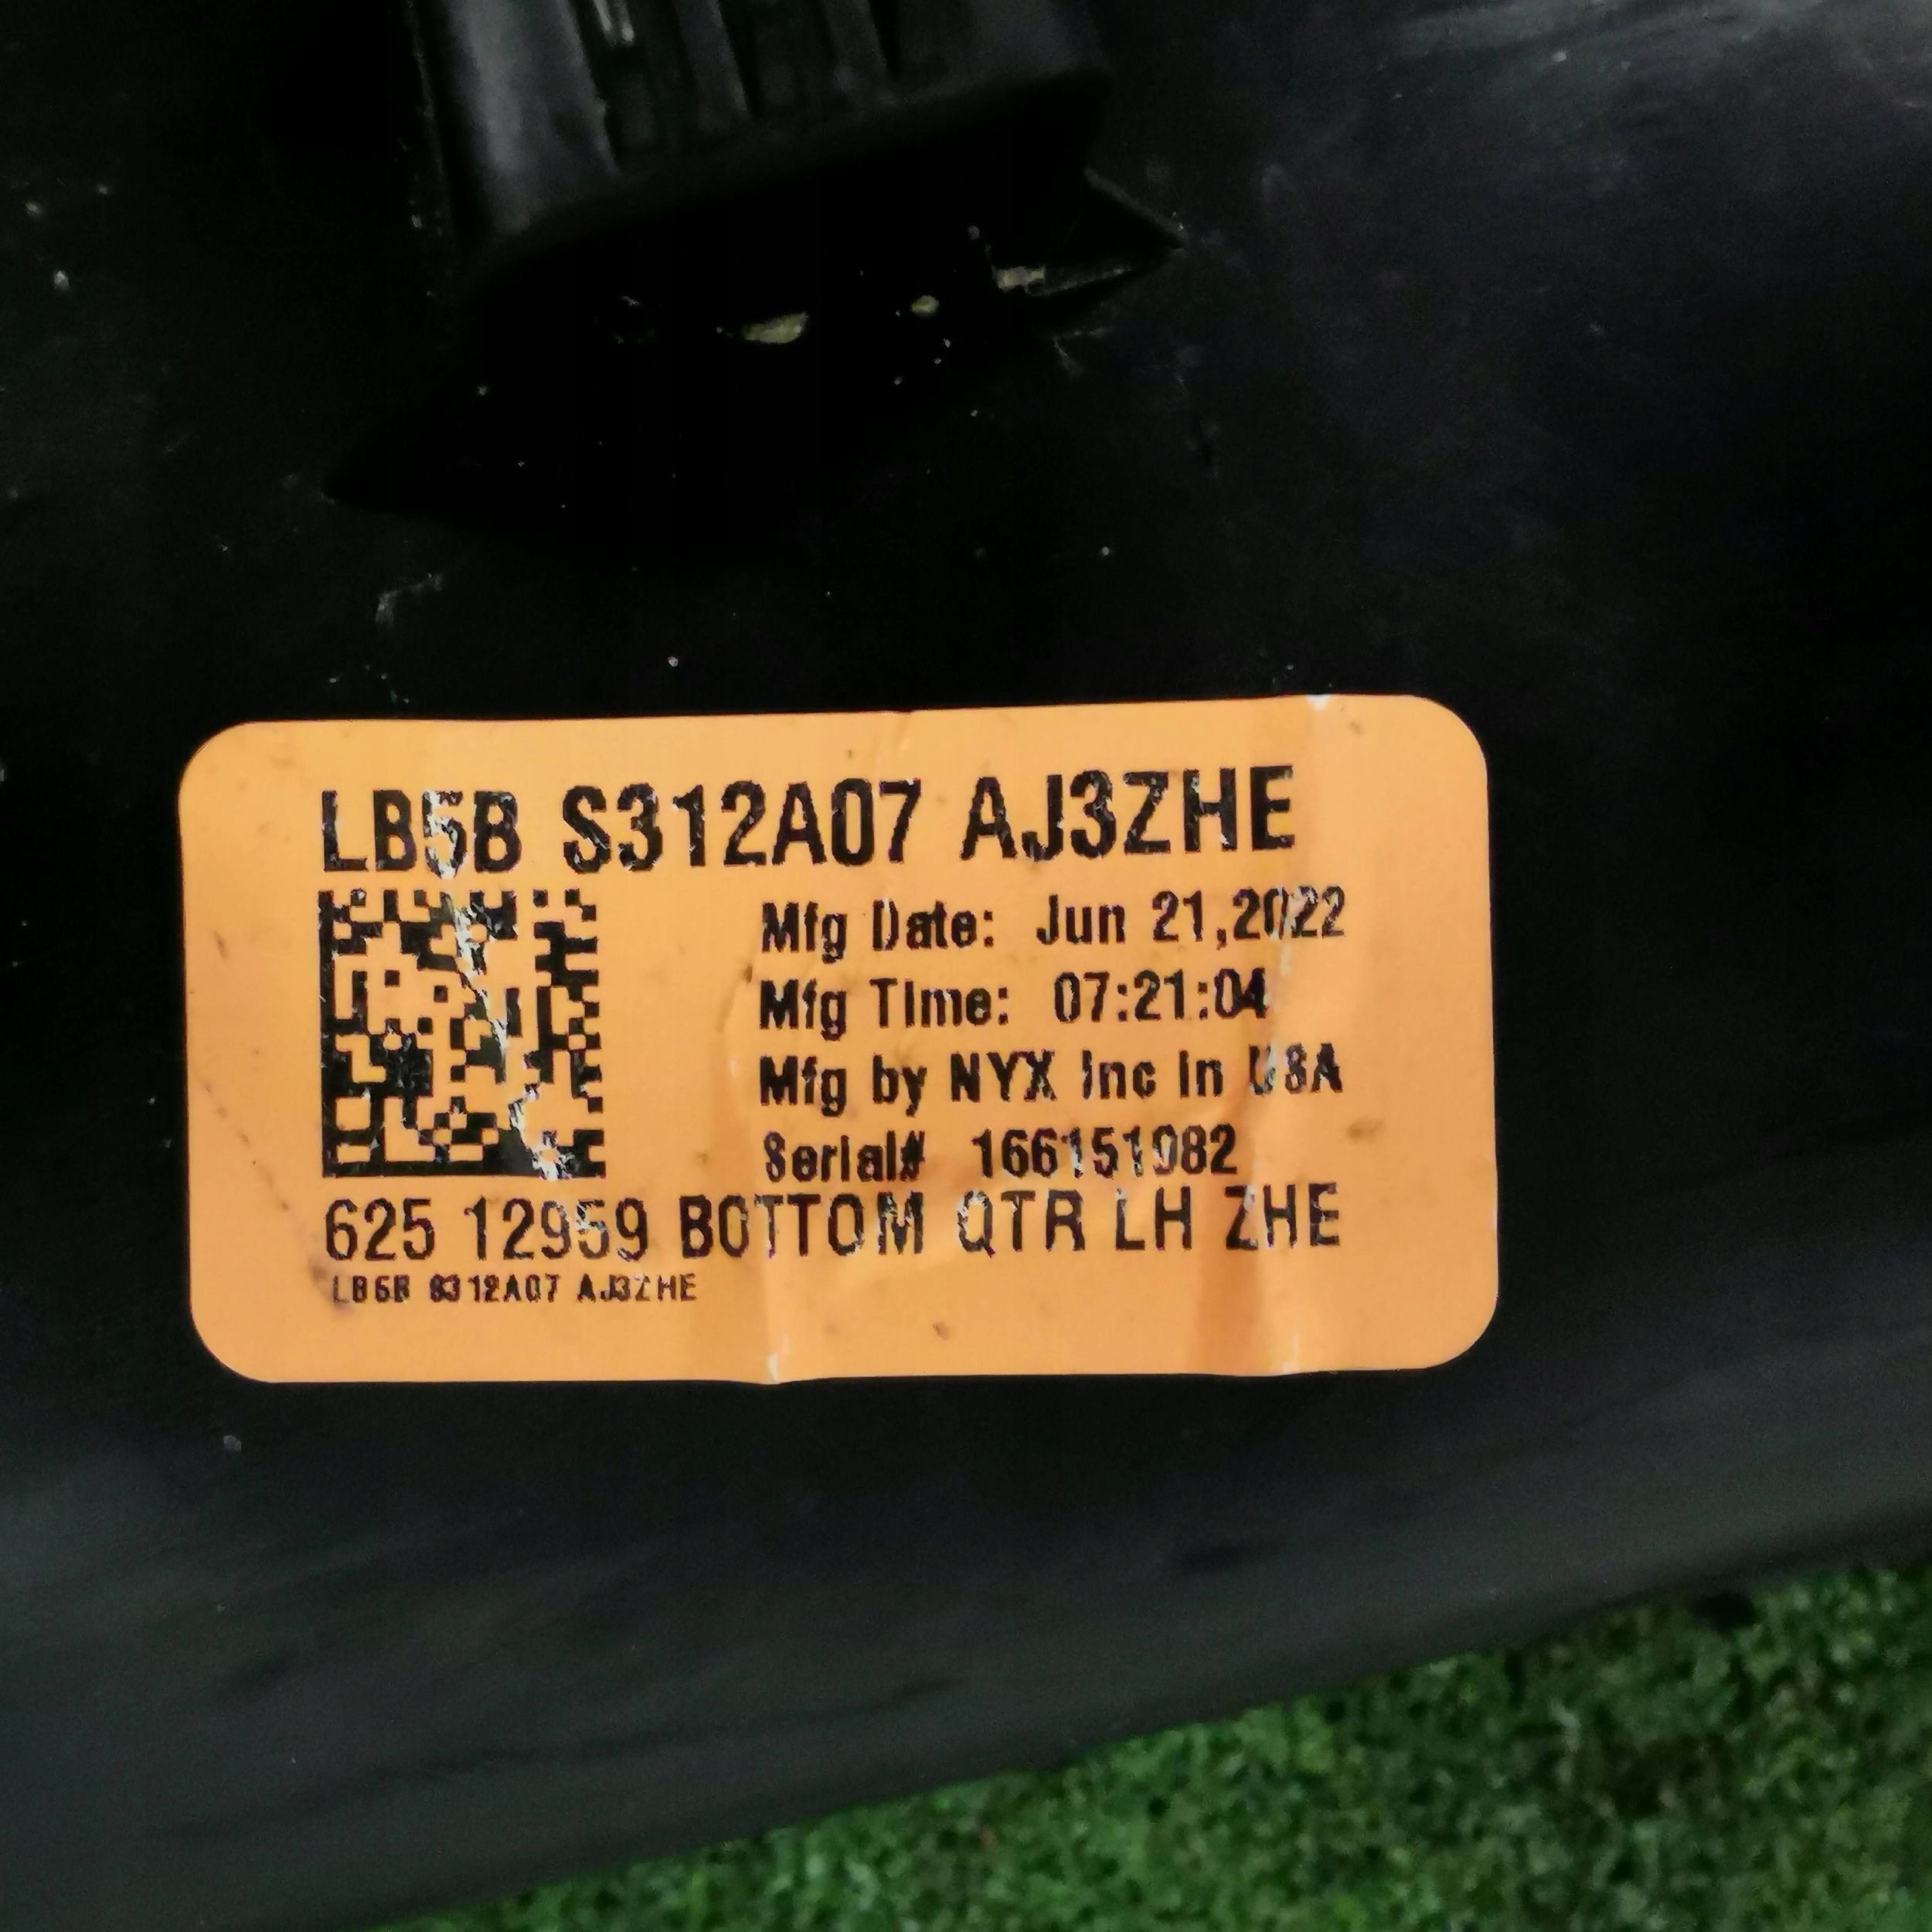 LB5B S312A07 AJ3ZHE
Mfg Date: Jun 21,2022
Mfg Time: 07:21:04
Mfg by NYX Inc in USA
Serial# 166151982
625 12959 BOTTOM QTR LH ZHE
LB5B S312A07 AJ3ZHE